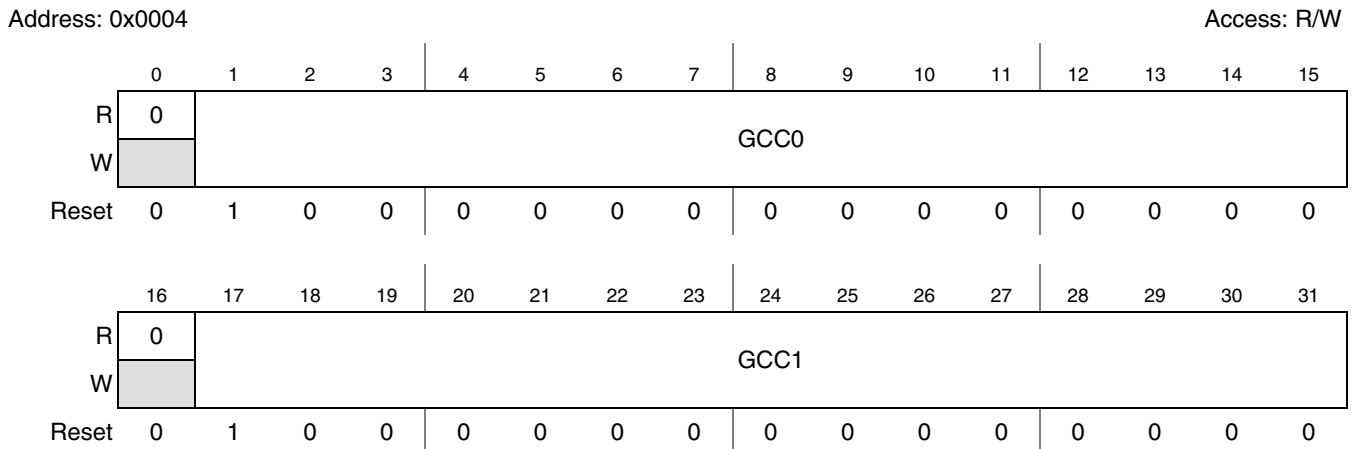 Address: 0x0004 Access: R/W
0 1 2 3 4 5 6 7 8 9 10 11 12 13 14 15
R 0
GCC0
W
Reset 0 1 0 0 0 0 0 0 0 0 0 0 0 0 0 0
16 17 18 19 20 21 22 23 24 25 26 27 28 29 30 31
R 0
GCC1
W
Reset 0 1 0 0 0 0 0 0 0 0 0 0 0 0 0 0